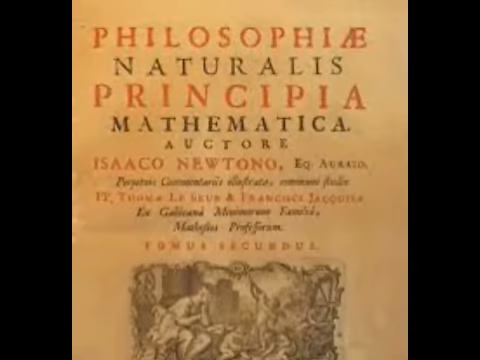 PHILOSOPHIÆ
NATURALIS
PRINCIPIA
MATHEMATICA.
AUCTORE
ISAACO NEWTONO, EQ. AURATO.
Perpetuis Commentariis illustrata, communi studio
PP. THOMÆ LE SEUR & FRANCISCI JACQUIER
Ex Gallicanâ Minimorum Familiâ,
Matheseos Professorum.
TOMUS SECUNDUS.